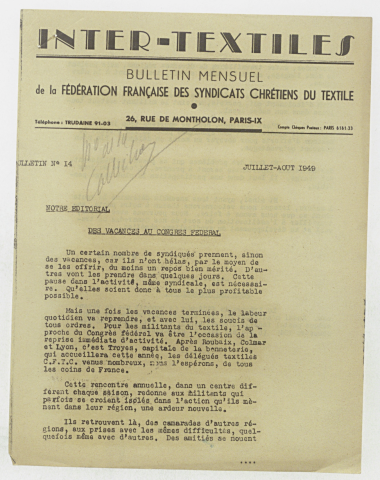 INTER-TEXTILES
BULLETIN MENSUEL
de la FÉDÉRATION FRANÇAISE DES SYNDICATS CHRÉTIENS DU TEXTILE
Téléphone : TRUDAINE 91-03
26, RUE DE MONTHOLON, PARIS-IX
Compte Chèques Postaux : PARIS 6161-53
ULLETIN N° 14
JUILLET-AOUT 1949
NOTRE EDITORIAL
DES VACANCES AU CONGRES FEDERAL
Un certain nombre de syndiqués prennent, sinon
des vacances, car ils n'ont hélas, par le moyen de
se les offrir, du moins un repos bien mérité. D'au-
tres vont les prendre dans quelques jours. Cette
pause dans l'activité, même syndicale, est nécessai-
re. Qu'elles soient donc à tous le plus profitable
possible.
Mais une fois les vacances terminées, le Labeur
quotidien va reprendre, et avec lui, les soucis de
tous ordres. Pour les militants du textile, l'ap-
proche du Congrès fédéral va être l'occasion de la
reprise immédiate d'activité. Après Roubaix, Colmar
et Lyon, c'est Troyes, capitale de la bonneterie,
qui accueillera cette année, les délégués textiles
C.F.T.C. venus nombreux, nous l'espérons, de tous
les coins de France.
Cette rencontre annuelle, dans un centre dif-
férent chaque saison, redonne aux militants qui
parfois se croient isolés dans l'action qu'ils mè-
nent dans leur région, une ardeur nouvelle.
Ils retrouvent là, des camarades d'autres ré-
gions, aux prises avec les mêmes difficultés, quel-
quefois même avec d'autres. Des amitiés se nouent
....